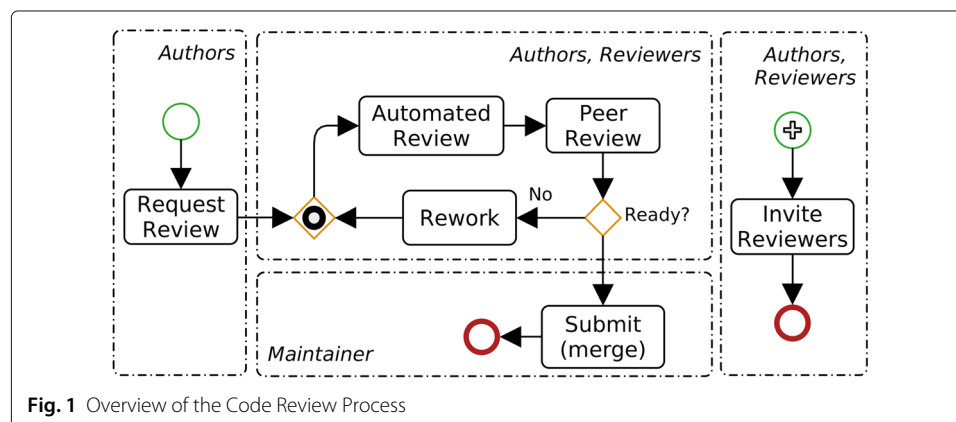 Authors
Request
Review
Authors, Reviewers
Automated
Review
Peer
Review
Rework
No
Ready?
Maintainer
Submit
(merge)
Authors,
Reviewers
Invite
Reviewers
Fig. 1 Overview of the Code Review Process